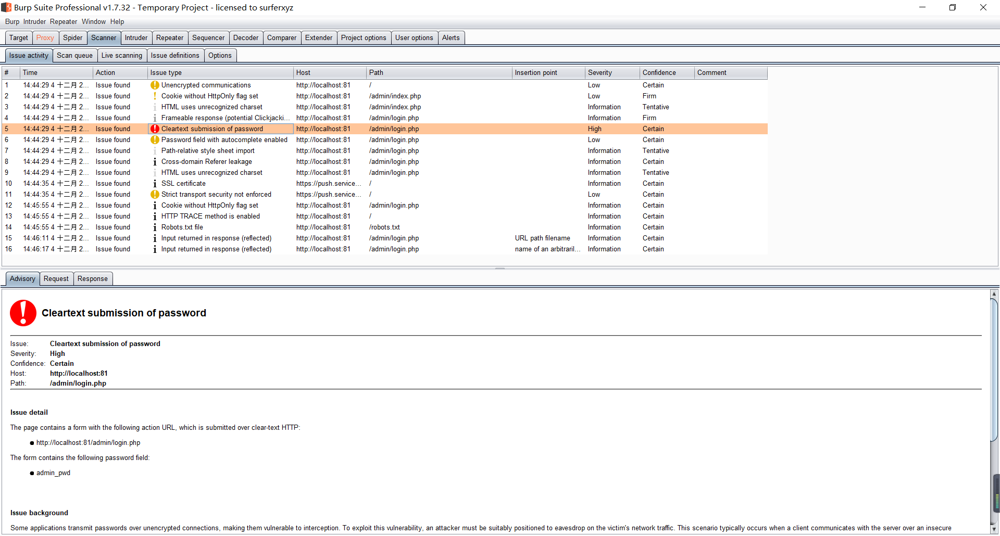 Burp Suite Professional v1.7.32 - Temporary Project - licensed to surferxyz
Burp Intruder Repeater Window Help
Target Proxy Spider Scanner Intruder Repeater Sequencer Decoder Comparer Extender Project options User options Alerts
Issue activity Scan queue Live scanning Issue definitions Options
# Time Action Issue type Host Path Insertion point Severity Confidence Comment
1 14:44:29 4 十二月 2... Issue found Unencrypted communications http://localhost:81 / Low Certain
2 14:44:29 4 十二月 2... Issue found Cookie without HttpOnly flag set http://localhost:81 /admin/index.php Low Firm
3 14:44:29 4 十二月 2... Issue found HTML uses unrecognized charset http://localhost:81 /admin/index.php Information Tentative
4 14:44:29 4 十二月 2... Issue found Frameable response (potential Clickjacki... http://localhost:81 /admin/login.php Information Firm
5 14:44:29 4 十二月 2... Issue found Cleartext submission of password http://localhost:81 /admin/login.php High Certain
6 14:44:29 4 十二月 2... Issue found Password field with autocomplete enabled http://localhost:81 /admin/login.php Low Certain
7 14:44:29 4 十二月 2... Issue found Path-relative style sheet import http://localhost:81 /admin/login.php Information Tentative
8 14:44:29 4 十二月 2... Issue found Cross-domain Referer leakage http://localhost:81 /admin/login.php Information Certain
9 14:44:29 4 十二月 2... Issue found HTML uses unrecognized charset http://localhost:81 /admin/login.php Information Tentative
10 14:44:35 4 十二月 2... Issue found SSL certificate https://push.service... / Information Certain
11 14:44:35 4 十二月 2... Issue found Strict transport security not enforced https://push.service... / Low Certain
12 14:45:55 4 十二月 2... Issue found Cookie without HttpOnly flag set http://localhost:81 /admin/login.php Information Certain
13 14:45:55 4 十二月 2... Issue found HTTP TRACE method is enabled http://localhost:81 / Information Certain
14 14:45:55 4 十二月 2... Issue found Robots.txt file http://localhost:81 /robots.txt Information Certain
15 14:46:11 4 十二月 2... Issue found Input returned in response (reflected) http://localhost:81 /admin/login.php URL path filename Information Certain
16 14:46:17 4 十二月 2... Issue found Input returned in response (reflected) http://localhost:81 /admin/login.php name of an arbitraril... Information Certain
Advisory Request Response
Cleartext submission of password
Issue: Cleartext submission of password
Severity: High
Confidence: Certain
Host: http://localhost:81
Path: /admin/login.php
Issue detail
The page contains a form with the following action URL, which is submitted over clear-text HTTP:
● http://localhost:81/admin/login.php
The form contains the following password field:
● admin_pwd
Issue background
Some applications transmit passwords over unencrypted connections, making them vulnerable to interception. To exploit this vulnerability, an attacker must be suitably positioned to eavesdrop on the victim's network traffic. This scenario typically occurs when a client communicates with the server over an insecure